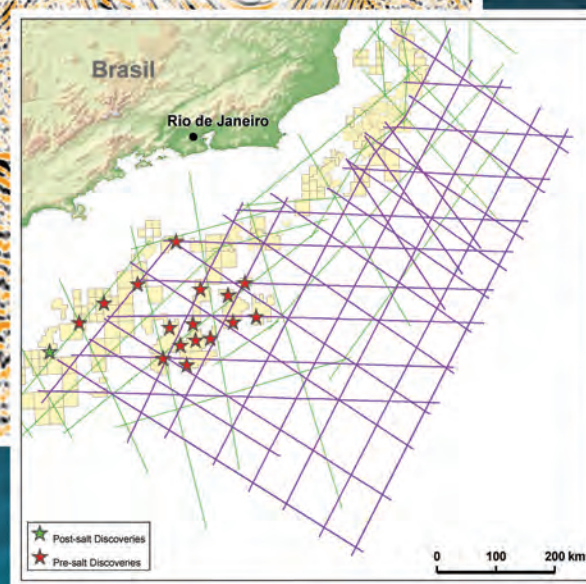 Brasil
Rio de Janeiro
Post-salt Discoveries
Pre-salt Discoveries
0 100 200 km